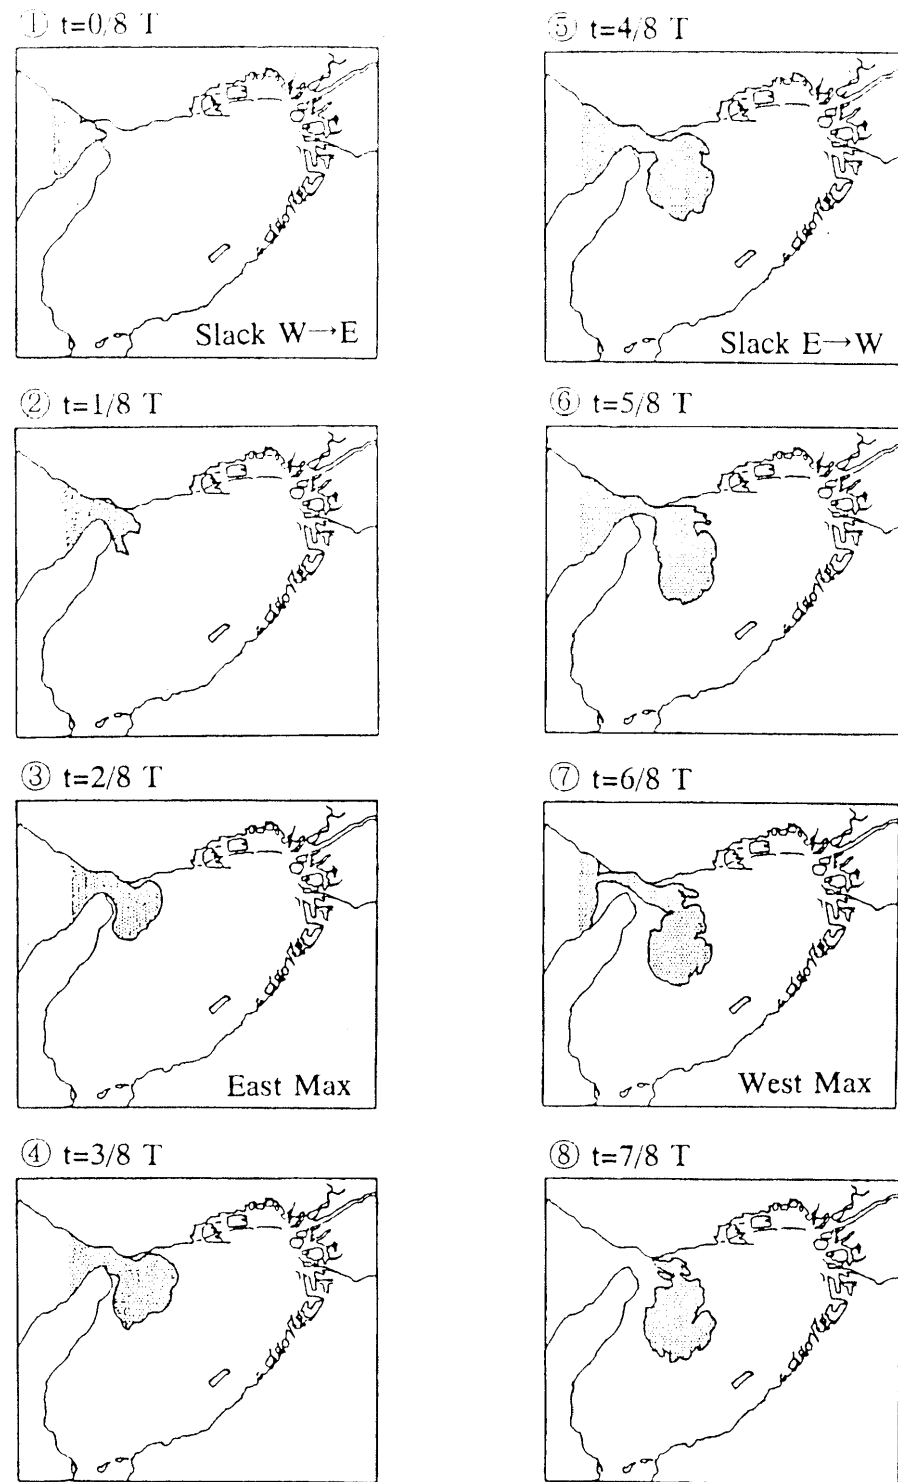 ① t=0/8 T
Slack W→E
② t=1/8 T
③ t=2/8 T
East Max
④ t=3/8 T
⑤ t=4/8 T
Slack E→W
⑥ t=5/8 T
⑦ t=6/8 T
West Max
⑧ t=7/8 T